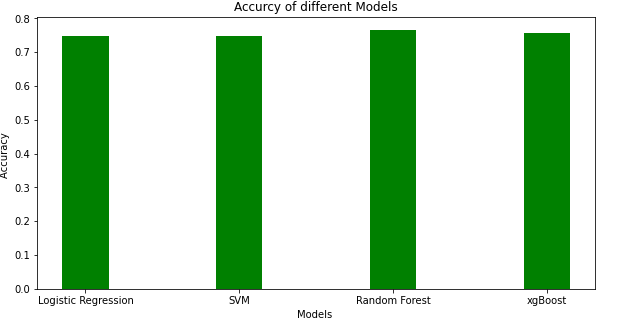 Accurcy of different Models
0.8
0.7
0.6
0.5
0.4
0.3
0.2
0.1
0.0
Accuracy
Logistic Regression SVM Random Forest xgBoost
Models